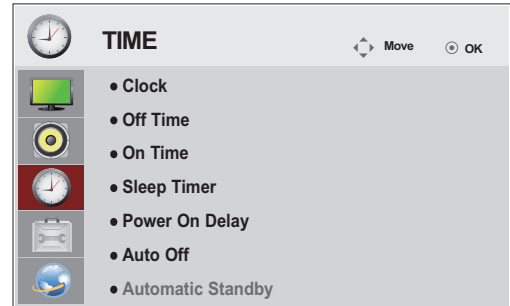 TIME
Move
OK
● Clock
● Off Time
● On Time
● Sleep Timer
● Power On Delay
● Auto Off
● Automatic Standby